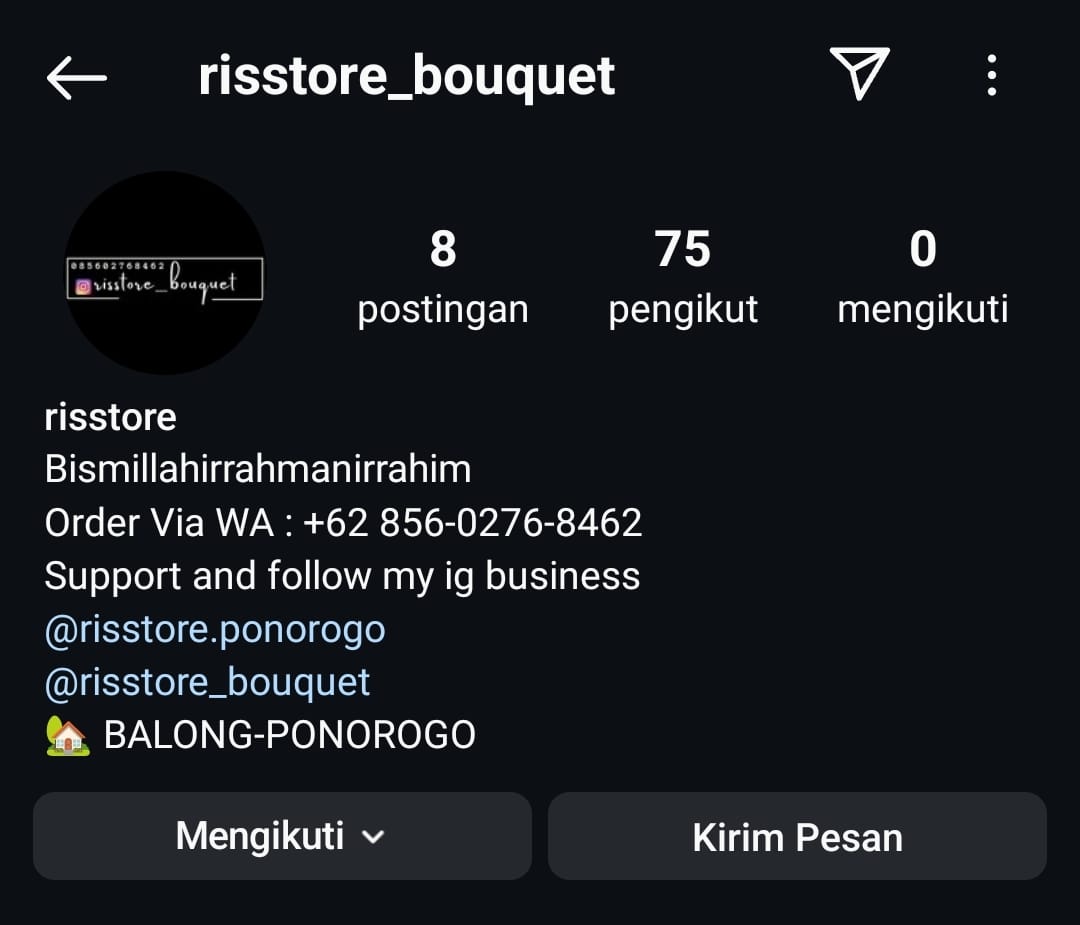 risstore_bouquet
085602768462
risstore_bouquet
8
postingan
75
pengikut
0
mengikuti
risstore
Bismillahirrahmanirrahim
Order Via WA : +62 856-0276-8462
Support and follow my ig business
@risstore.ponorogo
@risstore_bouquet
BALONG-PONOROGO
Mengikuti
Kirim Pesan